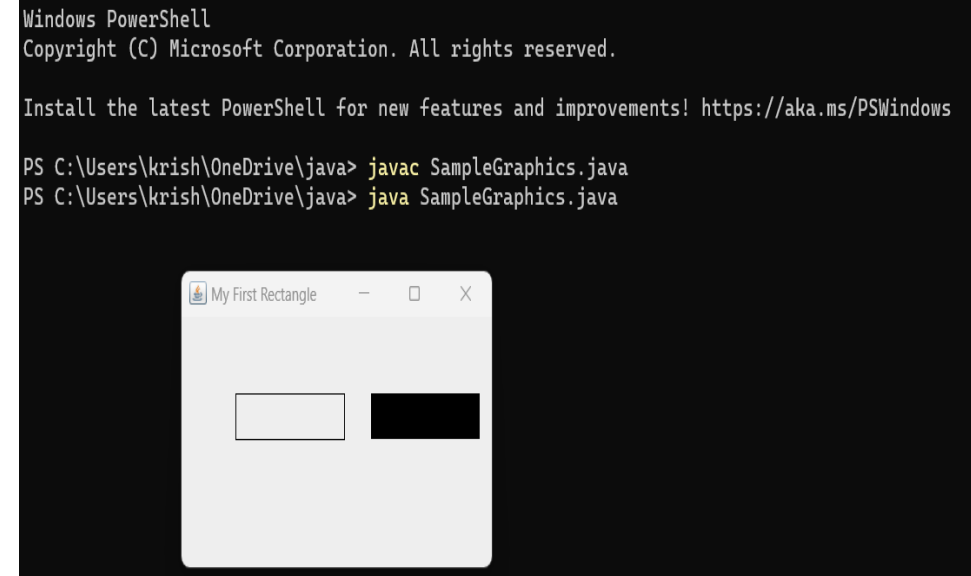 Windows PowerShell
Copyright (C) Microsoft Corporation. All rights reserved.
Install the latest PowerShell for new features and improvements! https://aka.ms/PSWindows
PS C:\Users\krish\OneDrive\java> javac SampleGraphics.java
PS C:\Users\krish\OneDrive\java> java SampleGraphics.java
My First Rectangle